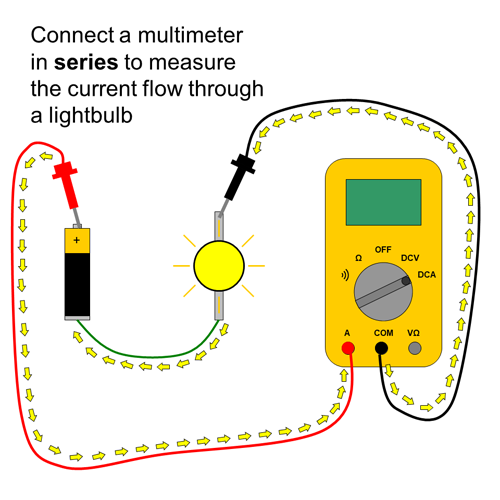 Connect a multimeter
in series to measure
the current flow through
a lightbulb
+
OFF
Ω DCV
DCA
A COM VΩ